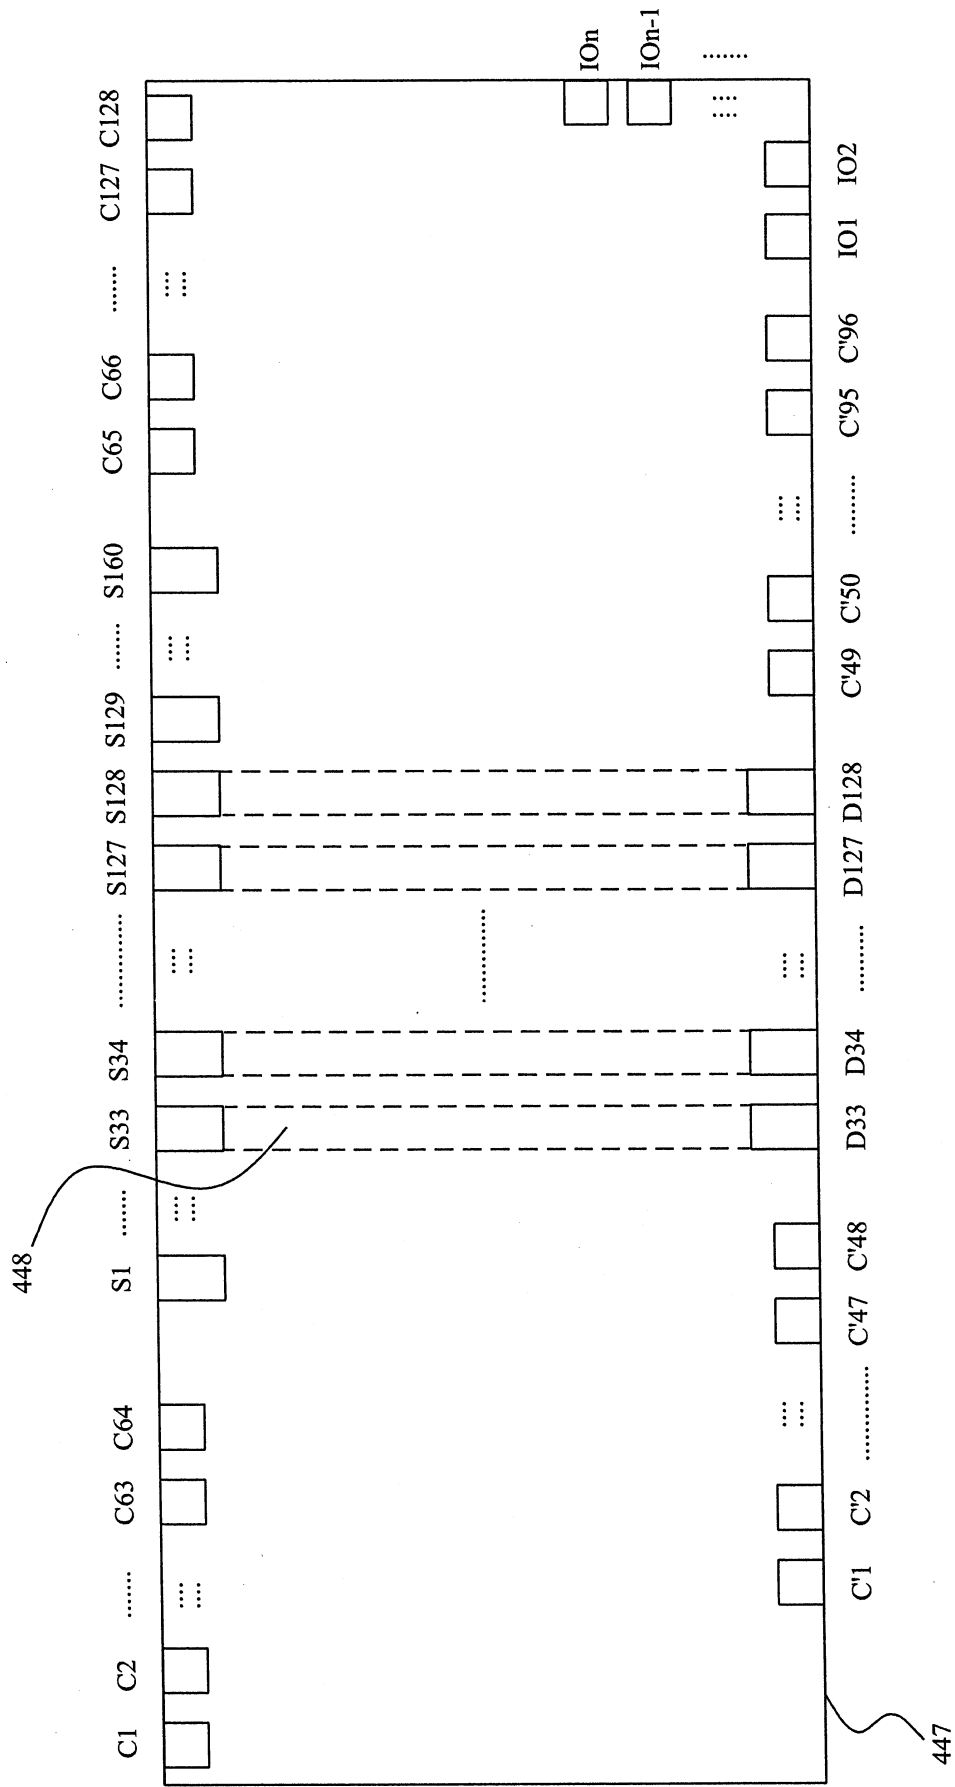 C1 C2 ........ C63 C64 S1 ........ S33 S34 ................ S127 S128 S129 ........ S160 C65 C66 ........ C127 C128
448
IOn
IOn-1
........
C'1 C'2 ................ C'47 C'48 D33 D34 ............ D127 D128 C'49 C'50 ............ C'95 C'96 IO1 IO2
447